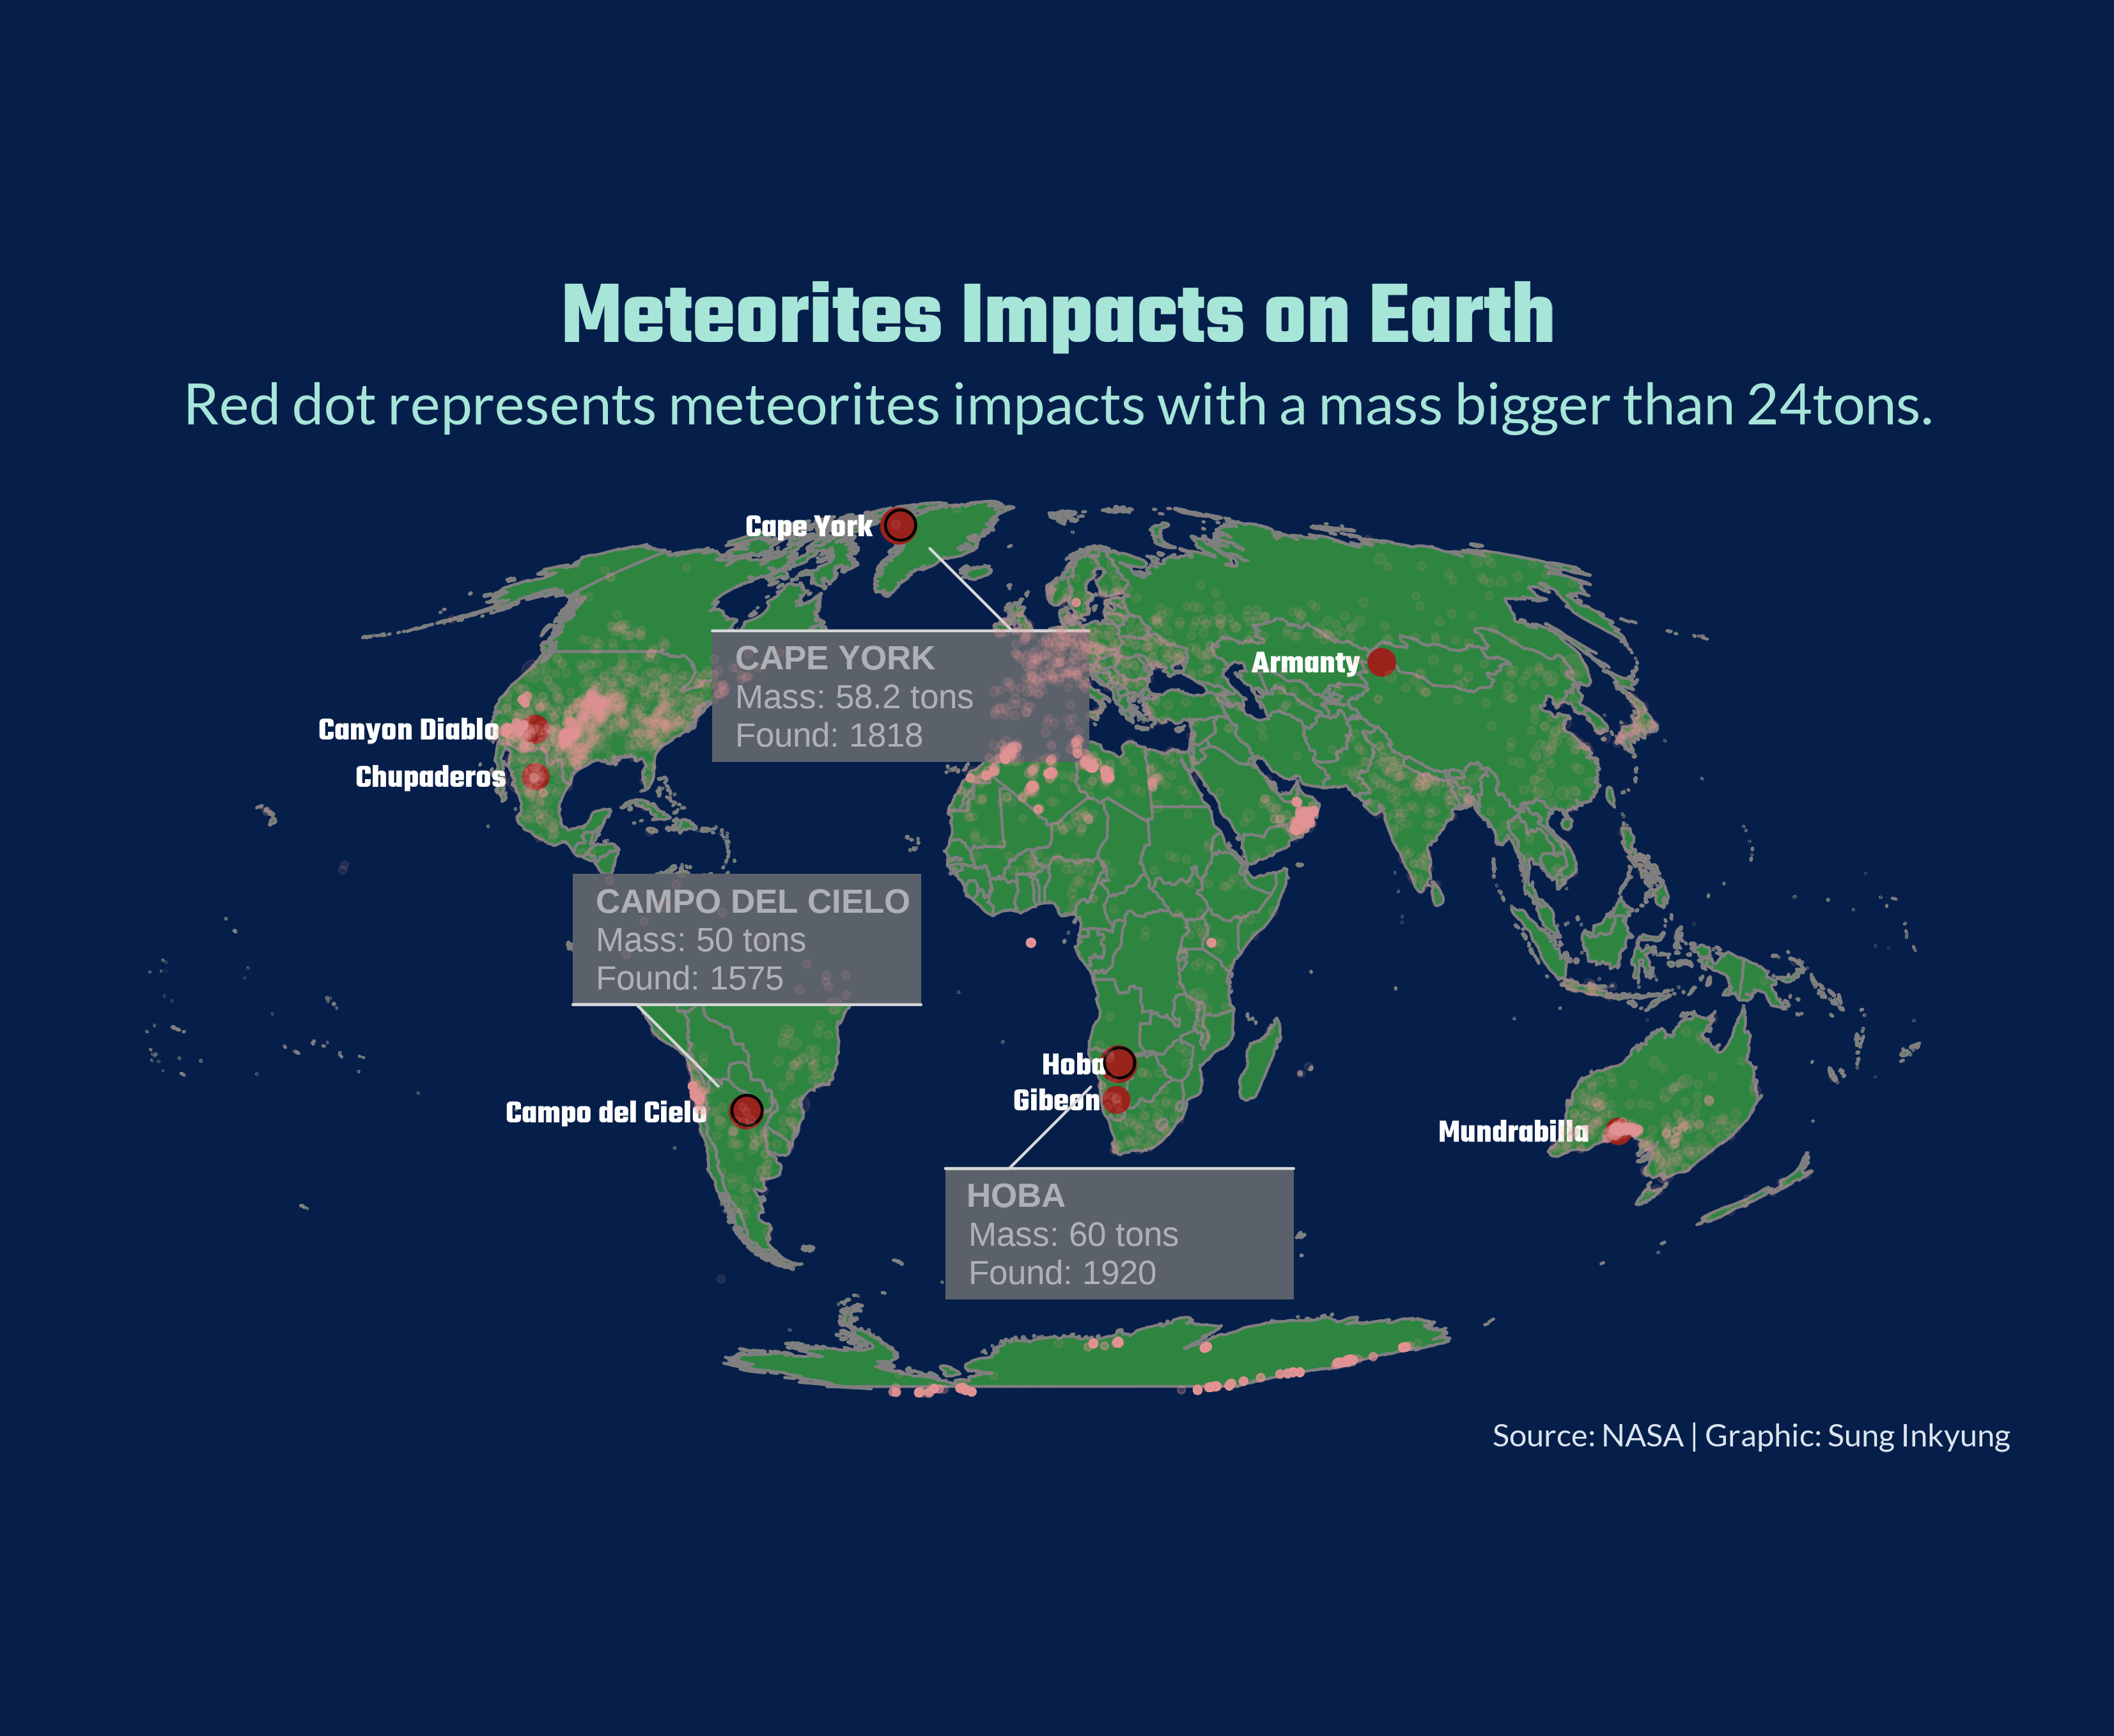 Meteorites Impacts on Earth
Red dot represents meteorites impacts with a mass bigger than 24tons.
Cape York
CAPE YORK
Mass: 58.2 tons
Found: 1818
Armanty
Canyon Diablo
Chupaderos
CAMPO DEL CIELO
Mass: 50 tons
Found: 1575
Hoba
Gibeon
Campo del Cielo
Mundrabilla
HOBA
Mass: 60 tons
Found: 1920
Source: NASA | Graphic: Sung Inkyung